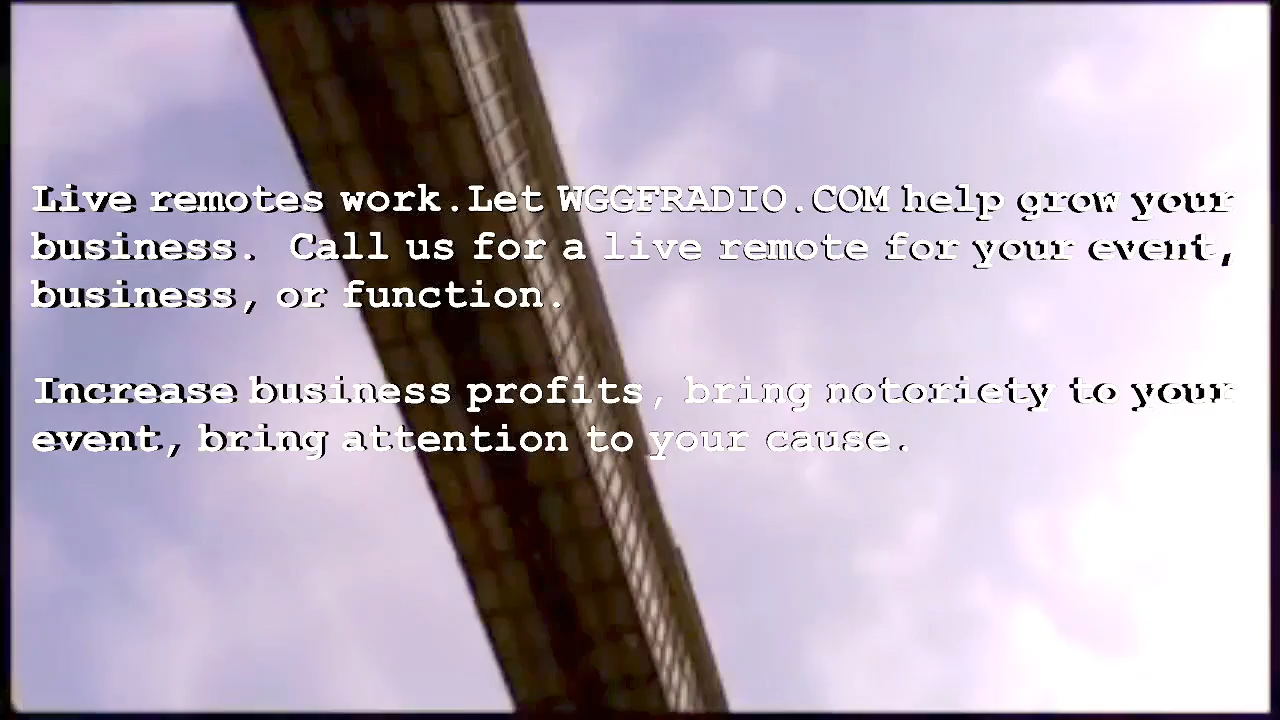 Live remotes work.Let WGGFRADIO.COM help grow your
business.  Call us for a live remote for your event,
business, or function.
Increase business profits, bring notoriety to your
event, bring attention to your cause.